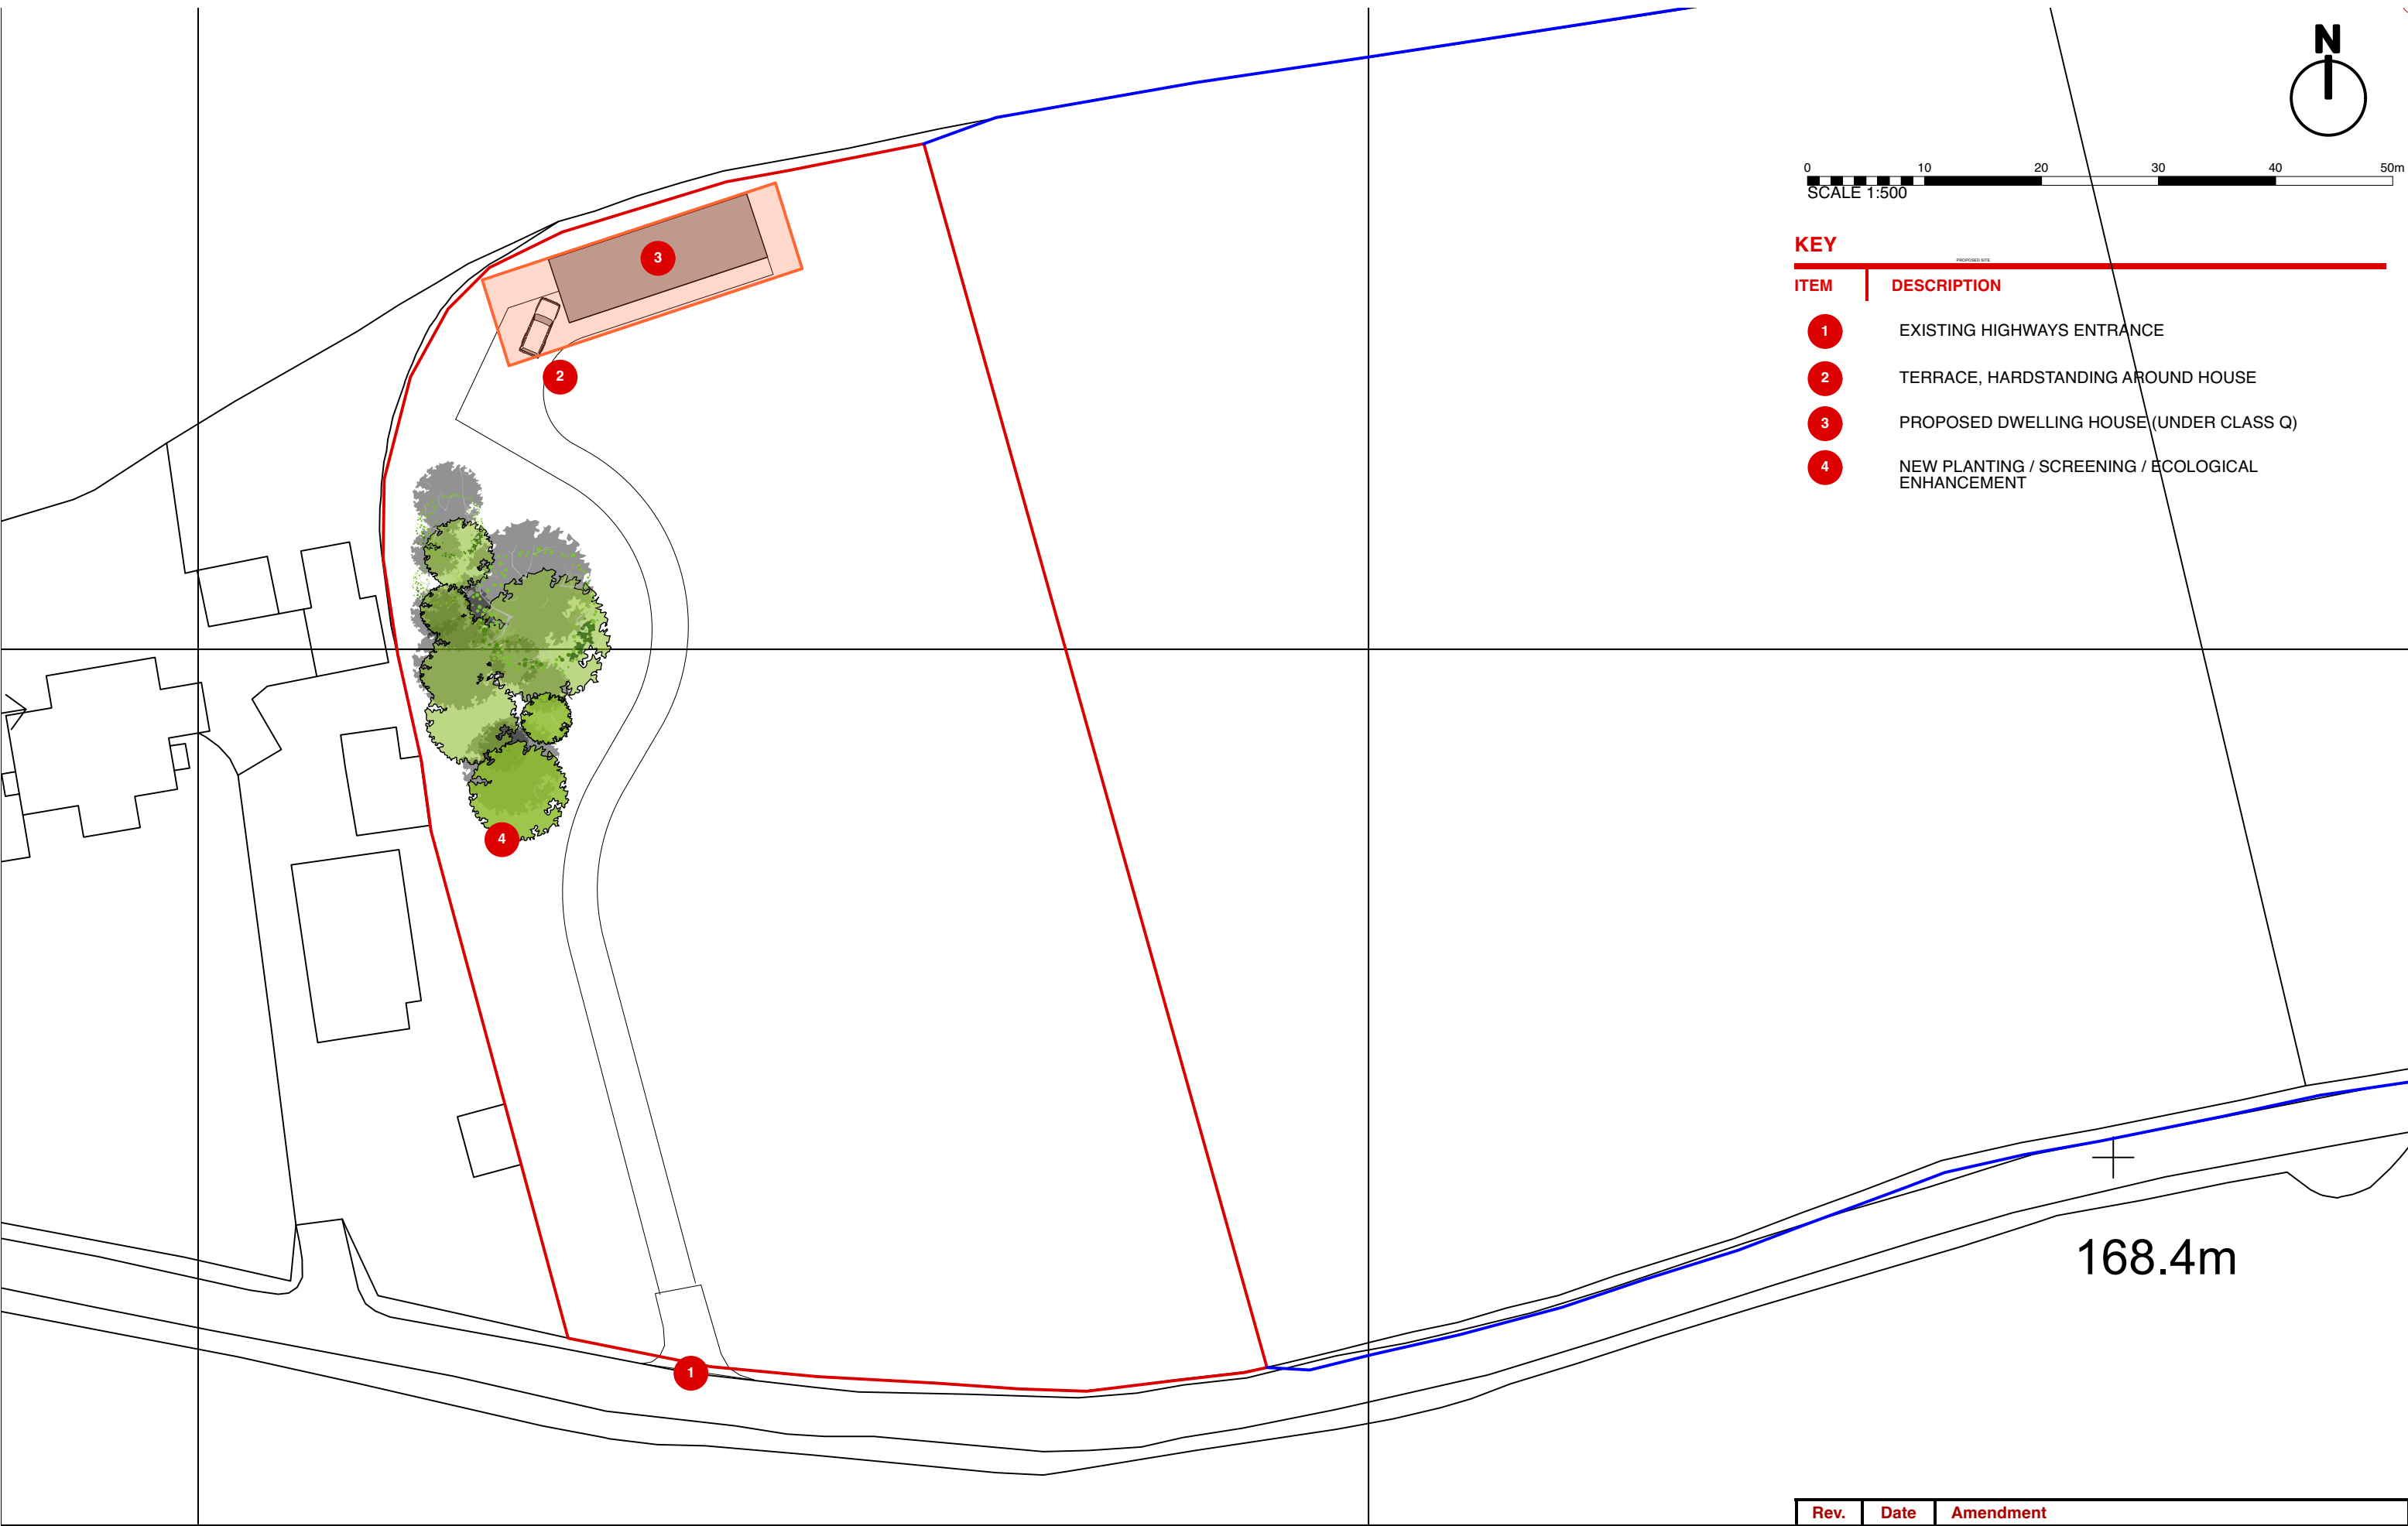 N
0 10 20 30 40 50m
SCALE 1:500
KEY
PROPOSED SITE
ITEM DESCRIPTION
1 EXISTING HIGHWAYS ENTRANCE
2 TERRACE, HARDSTANDING AROUND HOUSE
3 PROPOSED DWELLING HOUSE (UNDER CLASS Q)
4 NEW PLANTING / SCREENING / ECOLOGICAL
ENHANCEMENT
3
2
4
1
168.4m
Rev. Date Amendment